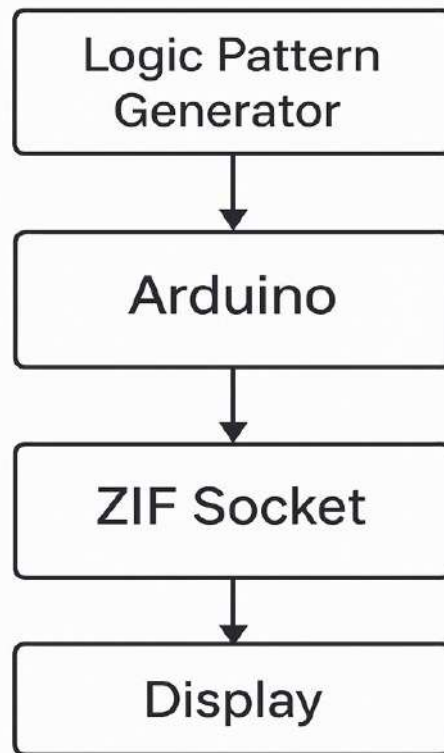 Logic Pattern
Generator
Arduino
ZIF Socket
Display